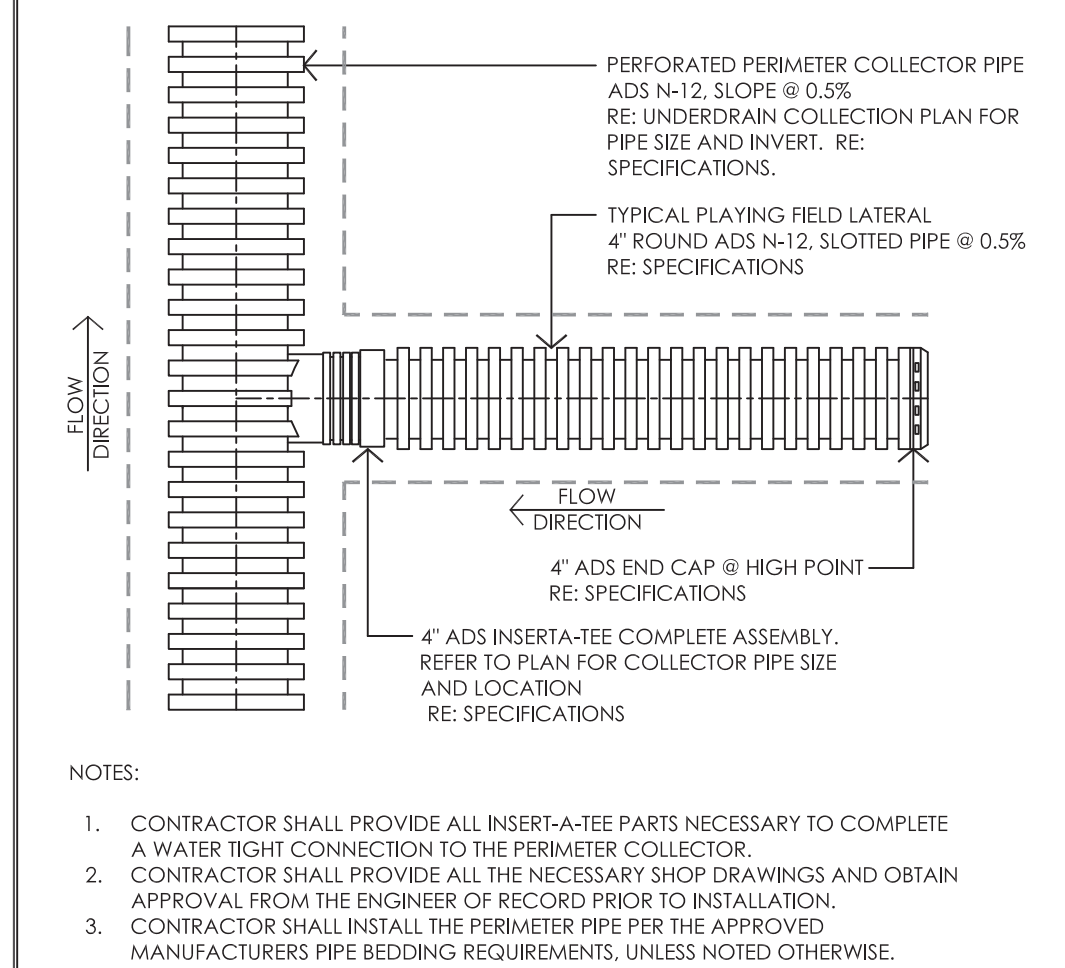 PERFORATED PERIMETER COLLECTOR PIPE
ADS N-12, SLOPE @ 0.5%
RE: UNDERDRAIN COLLECTION PLAN FOR
PIPE SIZE AND INVERT. RE:
SPECIFICATIONS.
TYPICAL PLAYING FIELD LATERAL
4" ROUND ADS N-12, SLOTTED PIPE @ 0.5%
RE: SPECIFICATIONS
FLOW
DIRECTION
FLOW
DIRECTION
4" ADS END CAP @ HIGH POINT
RE: SPECIFICATIONS
4" ADS INSERTA-TEE COMPLETE ASSEMBLY.
REFER TO PLAN FOR COLLECTOR PIPE SIZE
AND LOCATION
RE: SPECIFICATIONS
NOTES:
1. CONTRACTOR SHALL PROVIDE ALL INSERT-A-TEE PARTS NECESSARY TO COMPLETE
A WATER TIGHT CONNECTION TO THE PERIMETER COLLECTOR.
2. CONTRACTOR SHALL PROVIDE ALL THE NECESSARY SHOP DRAWINGS AND OBTAIN
APPROVAL FROM THE ENGINEER OF RECORD PRIOR TO INSTALLATION.
3. CONTRACTOR SHALL INSTALL THE PERIMETER PIPE PER THE APPROVED
MANUFACTURERS PIPE BEDDING REQUIREMENTS, UNLESS NOTED OTHERWISE.